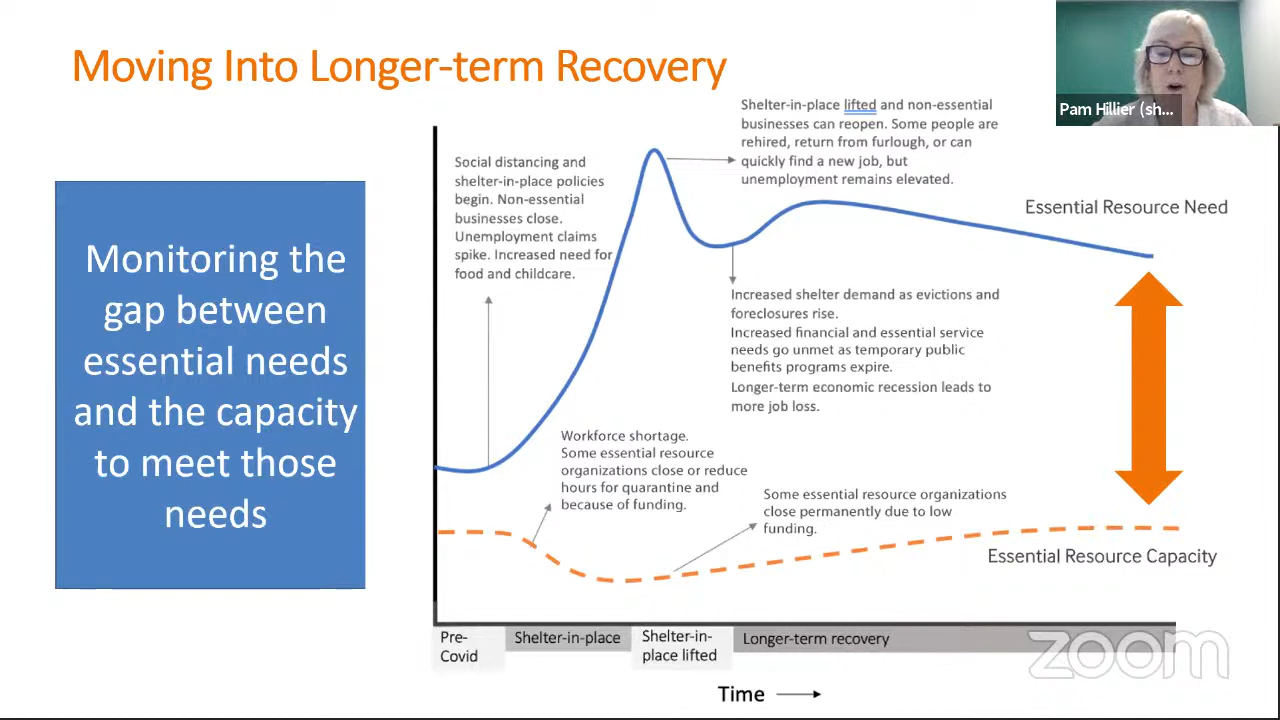 Moving Into Longer-term Recovery
Pam Hillier (sh...
Monitoring the
gap between
essential needs
and the capacity
to meet those
needs
Social distancing and
shelter-in-place policies
begin. Non-essential
businesses close.
Unemployment claims
spike. Increased need for
food and childcare.
Shelter-in-place lifted and non-essential
businesses can reopen. Some people are
rehired, return from furlough, or can
quickly find a new job, but
unemployment remains elevated.
Essential Resource Need
Increased shelter demand as evictions and
foreclosures rise.
Increased financial and essential service
needs go unmet as temporary public
benefits programs expire.
Longer-term economic recession leads to
more job loss.
Workforce shortage.
Some essential resource
organizations close or reduce
hours for quarantine and
because of funding.
Some essential resource organizations
close permanently due to low
funding.
Essential Resource Capacity
Pre-
Covid
Shelter-in-place
Shelter-in-
place lifted
Longer-term recovery
Time
zoom